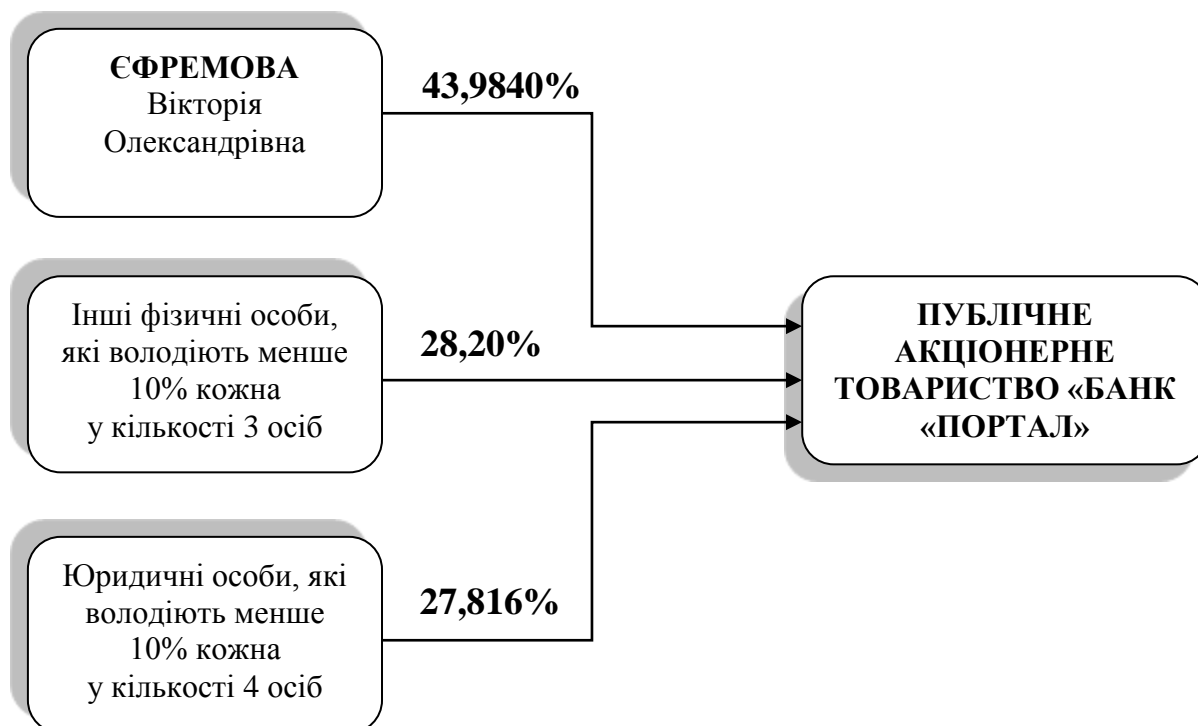 ЄФРЕМОВА
Вікторія
Олександрівна
43,9840%
Інші фізичні особи,
які володіють менше
10% кожна
у кількості 3 осіб
28,20%
Юридичні особи, які
володіють менше
10% кожна
у кількості 4 осіб
27,816%
ПУБЛІЧНЕ
АКЦІОНЕРНЕ
ТОВАРИСТВО «БАНК
«ПОРТАЛ»